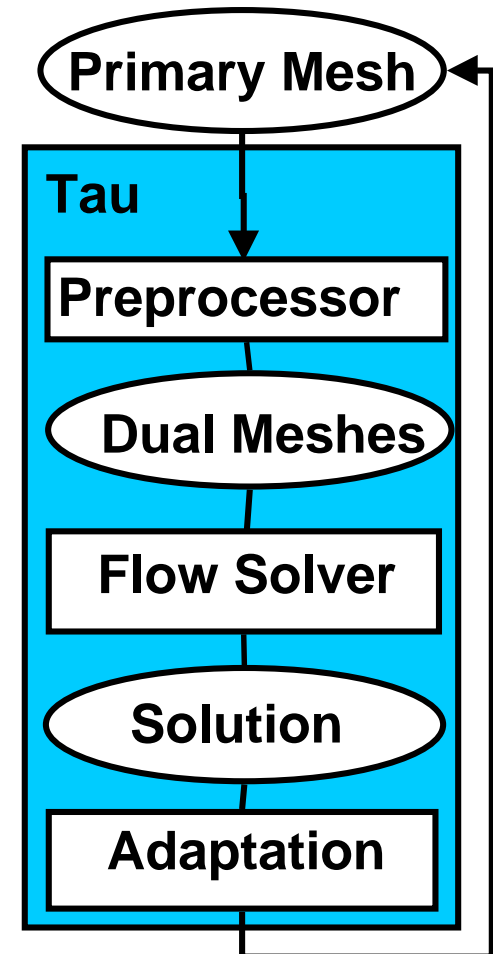 Primary Mesh
Tau
Preprocessor
Dual Meshes
Flow Solver
Solution
Adaptation